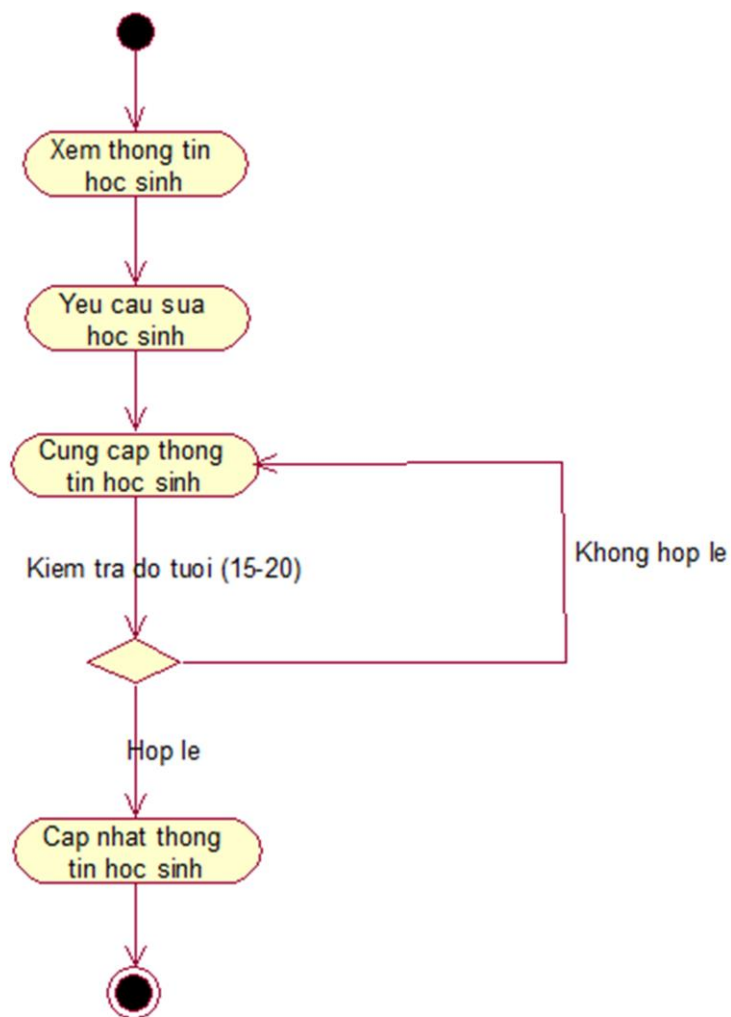 Xem thong tin
hoc sinh
Yeu cau sua
hoc sinh
Cung cap thong
tin hoc sinh
Kiem tra do tuoi (15-20)
Khong hop le
Hop le
Cap nhat thong
tin hoc sinh